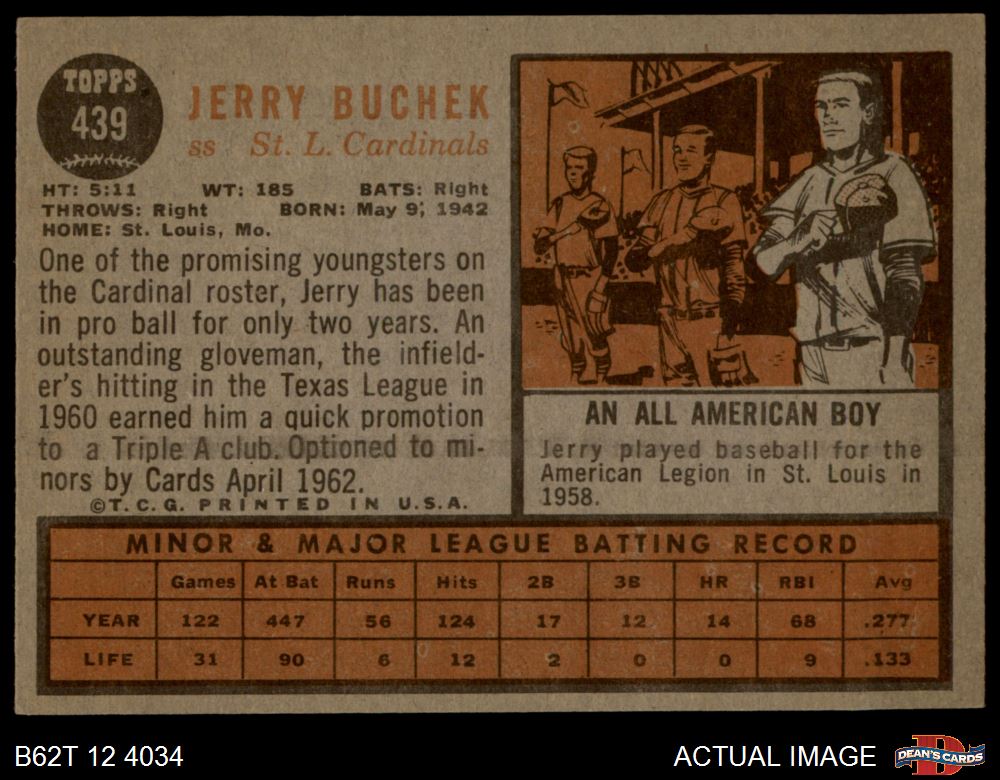 TOPPS
439
JERRY BUCHEK
ss St. L. Cardinals
HT: 5:11 WT: 185 BATS: Right
THROWS: Right BORN: May 9, 1942
HOME: St. Louis, Mo.
One of the promising youngsters on
the Cardinal roster, Jerry has been
in pro ball for only two years. An
outstanding gloveman, the infield-
er's hitting in the Texas League in
1960 earned him a quick promotion
to a Triple A club. Optioned to mi-
nors by Cards April 1962.
©T. C. G. PRINTED IN U.S.A.
AN ALL AMERICAN BOY
Jerry played baseball for the
American Legion in St. Louis in
1958.
MINOR & MAJOR LEAGUE BATTING RECORD
Games At Bat Runs Hits 2B 3B HR RBI Avg
YEAR 122 447 56 124 17 12 14 68 .277
LIFE 31 90 6 12 2 0 0 9 .133
B62T 12 4034 ACTUAL IMAGE DEAN'S CARDS